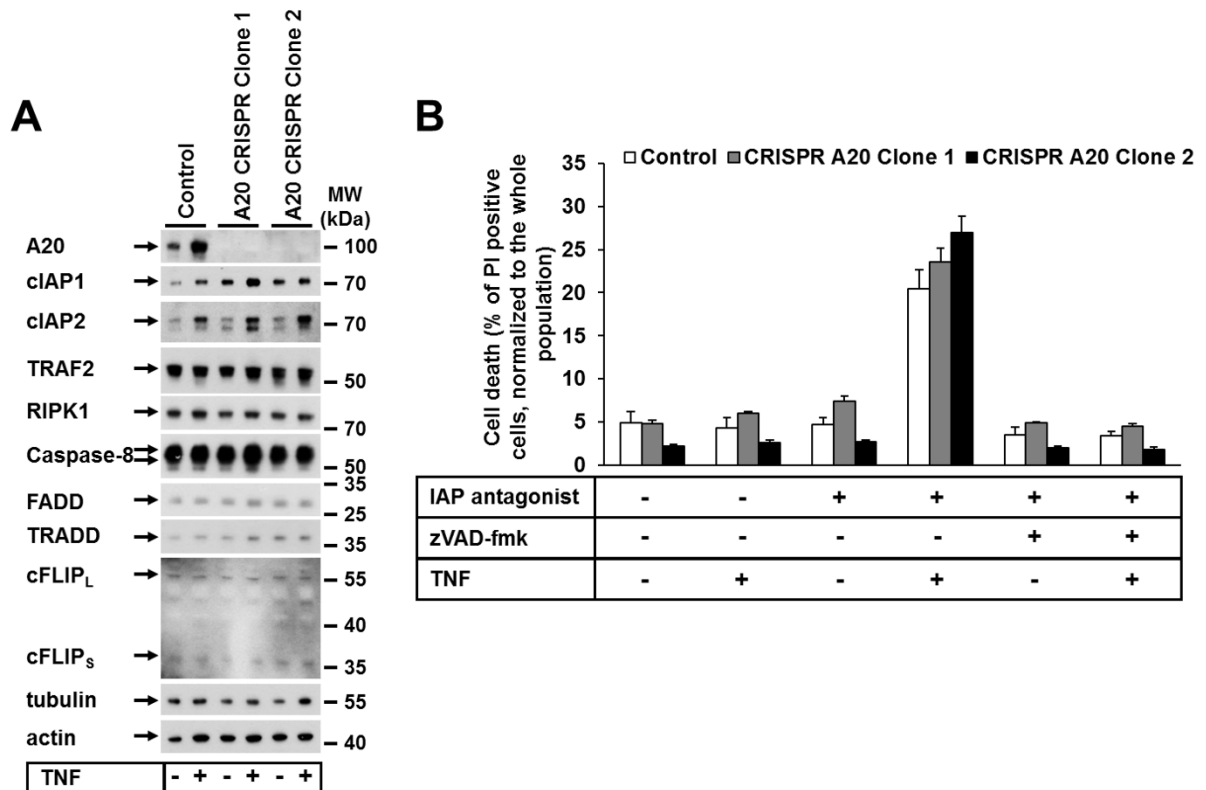 A
Control
A20 CRISPR Clone 1
A20 CRISPR Clone 2
MW
(kDa)
A20
100
cIAP1
70
cIAP2
70
TRAF2
50
RIPK1
70
Caspase-8
50
35
FADD
25
TRADD
35
cFLIPL
55
40
cFLIPs
35
tubulin
55
actin
40
TNF - + - + - +
B
Control CRISPR A20 Clone 1 CRISPR A20 Clone 2
Cell death (% of PI positive
cells, normalized to the whole
population)
35
30
25
20
15
10
5
0
IAP antagonist - - + + + +
zVAD-fmk - - - - + +
TNF - + - + - +